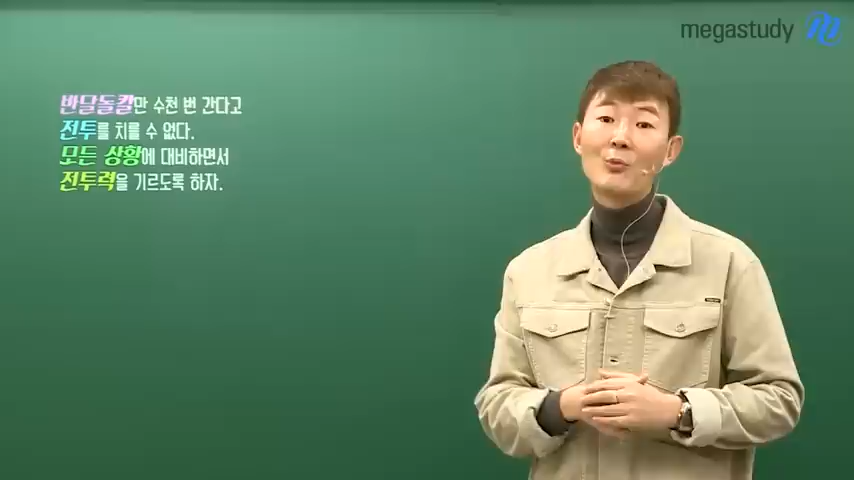 megastudy
반달돌칼만 수천 번 간다고
전투를 치를 수 없다.
모든 상황에 대비하면서
전투력을 기르도록 하자.